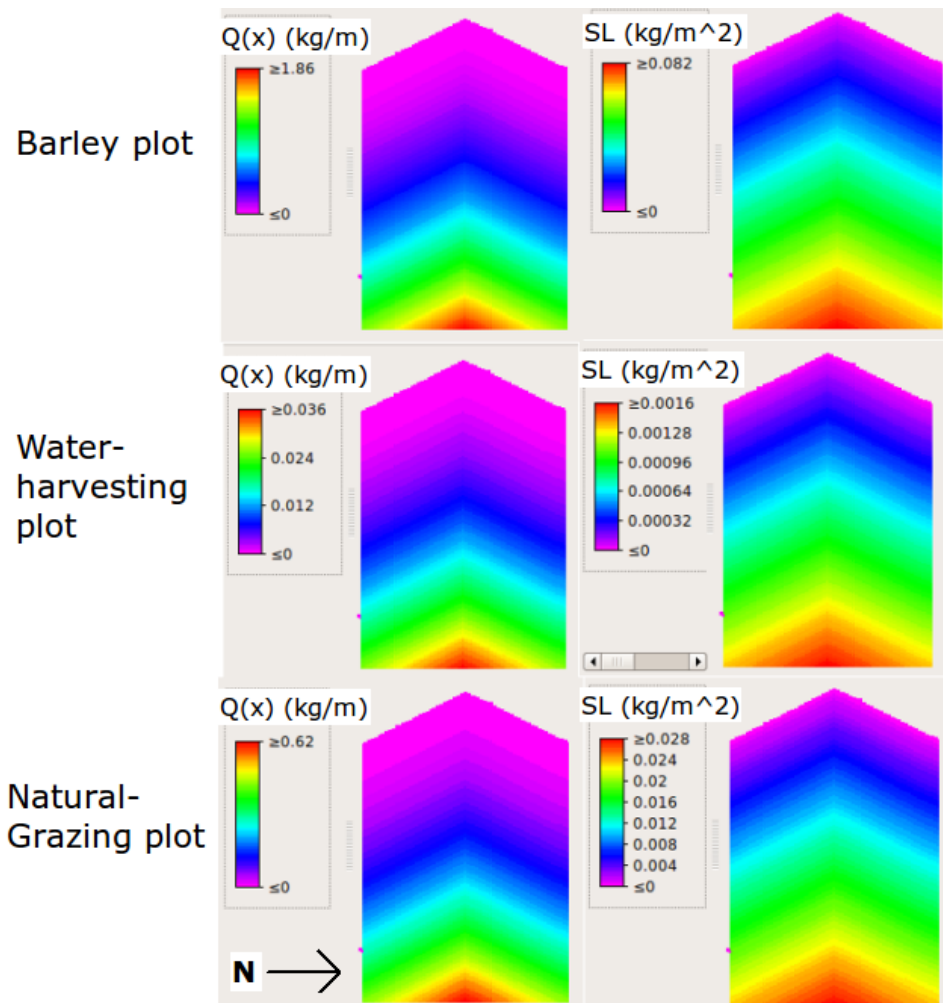 Q(x) (kg/m)
≥1.86
≤0
SL (kg/m^2)
≥0.082
≤0
Barley plot
Q(x) (kg/m)
≥0.036
0.024
0.012
≤0
SL (kg/m^2)
≥0.0016
0.00128
0.00096
0.00064
0.00032
≤0
Water-
harvesting
plot
Q(x) (kg/m)
≥0.62
≤0
SL (kg/m^2)
≥0.028
0.024
0.02
0.016
0.012
0.008
0.004
≤0
Natural-
Grazing plot
N